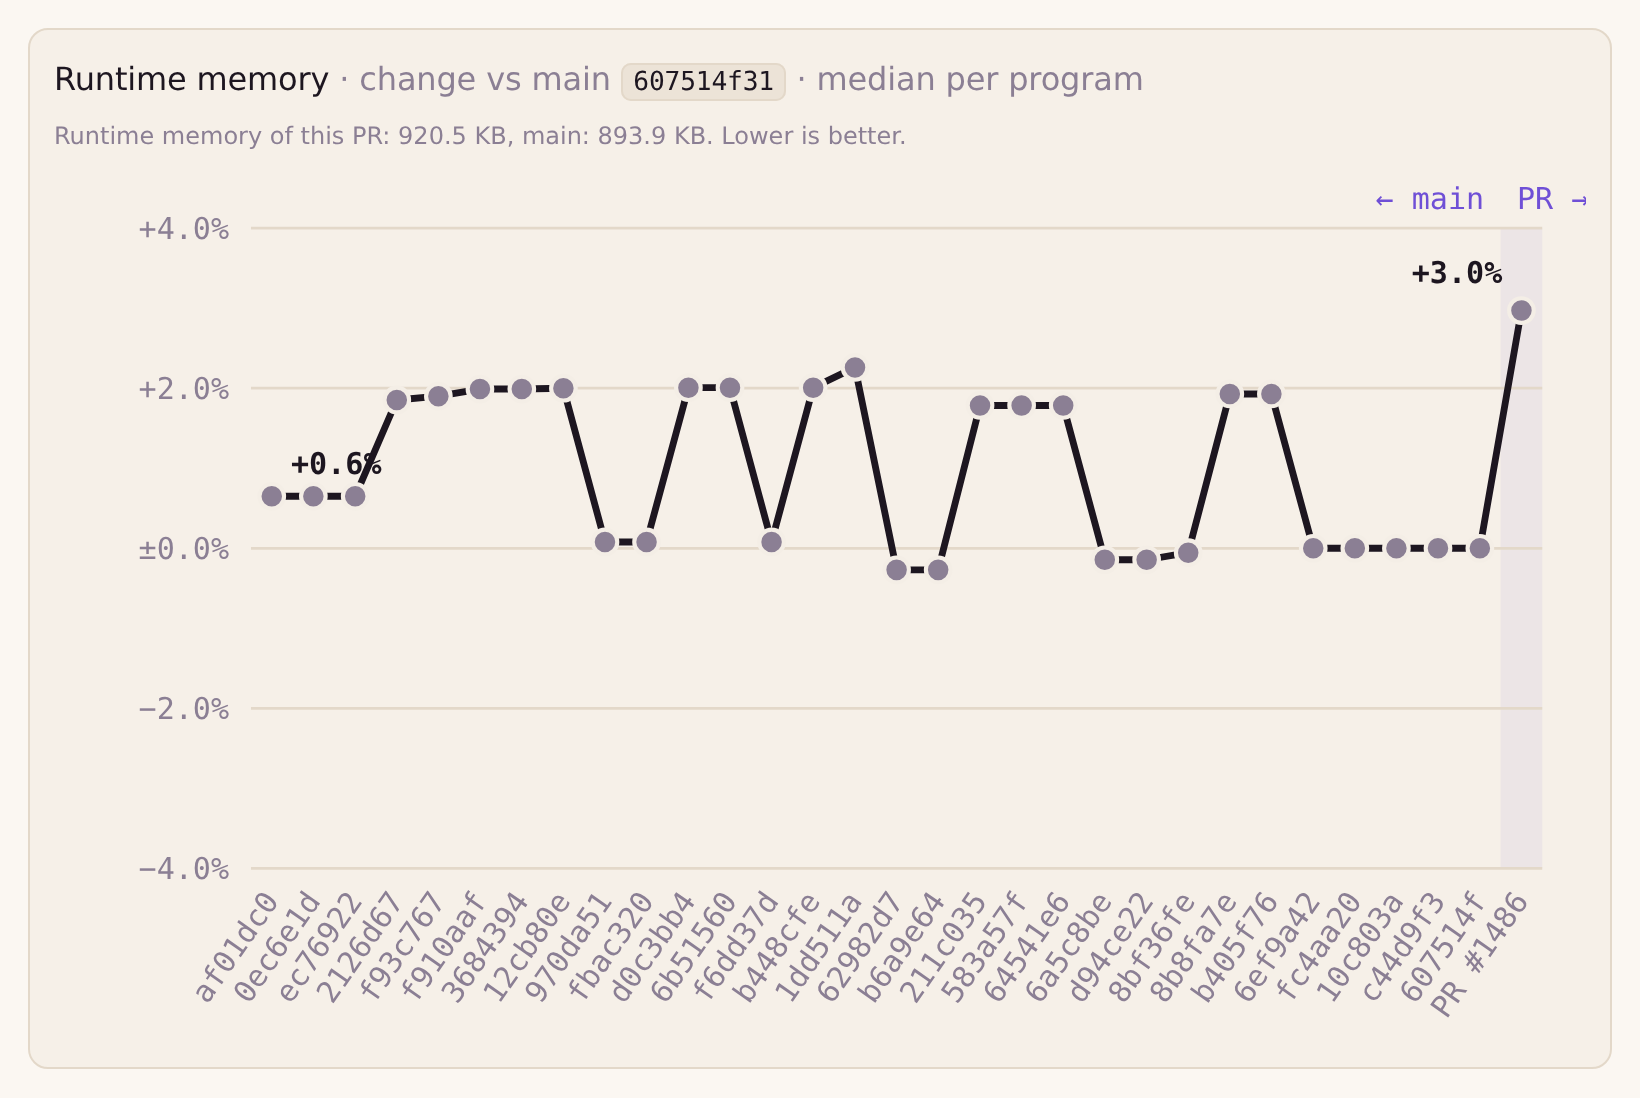 Runtime memory · change vs main 607514f31 · median per program
Runtime memory of this PR: 920.5 KB, main: 893.9 KB. Lower is better.
← main PR →
+4.0%
+3.0%
+2.0%
+0.6%
±0.0%
−2.0%
−4.0%
af01dc0
0ec6e1d
ec76922
2126d67
f93c767
f910aaf
3684394
12cb80e
970da51
fbac320
d0c3bb4
6b51560
f6dd37d
b448cfe
1dd511a
62982d7
b6a9e64
211c035
583a57f
64541e6
6a5c8be
d94ce22
8bf36fe
8b8fa7e
b405f76
6ef9a42
fc4aa20
10c803a
c44d9f3
607514f
PR #1486